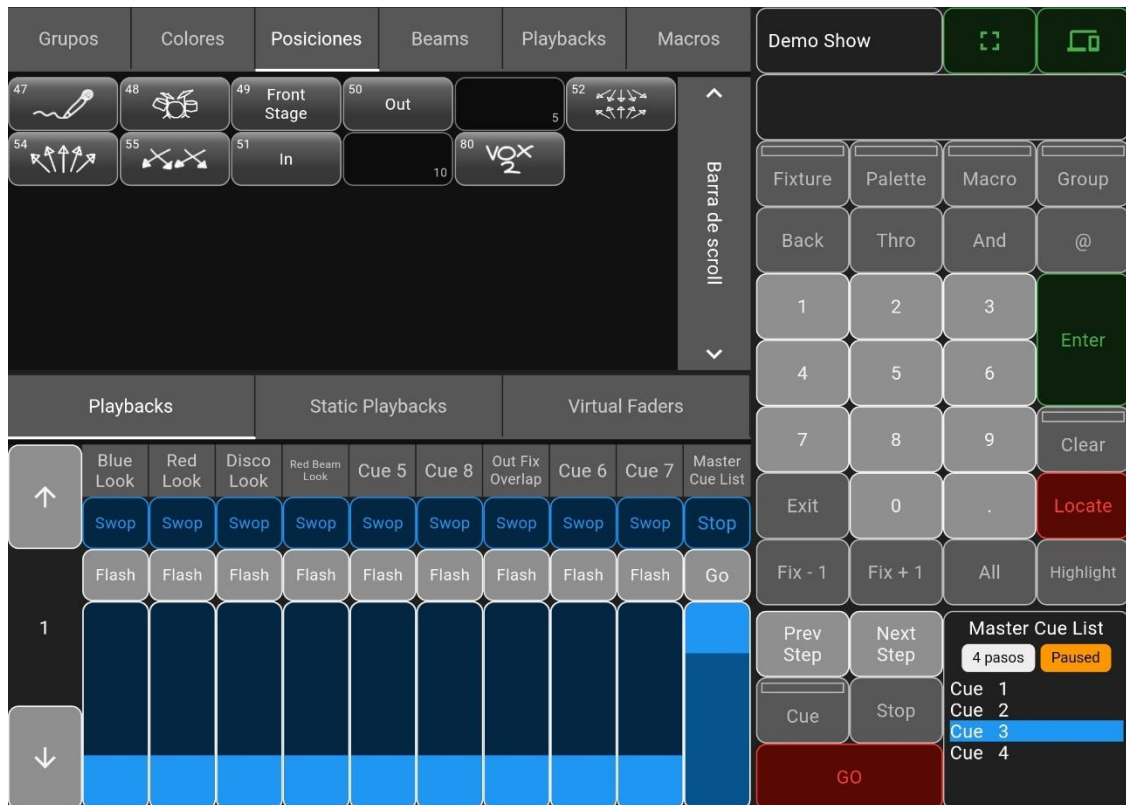 Grupos
Colores
Posiciones
Beams
Playbacks
Macros
47
48
49 Front
Stage
50 Out
5
52
54
55
51 In
10
80 VOX
2
Barra de scroll
Playbacks
Static Playbacks
Virtual Faders
Blue
Look
Red
Look
Disco
Look
Red Beam
Look
Cue 5
Cue 8
Out Fix
Overlap
Cue 6
Cue 7
Master
Cue List
Swop
Swop
Swop
Swop
Swop
Swop
Swop
Swop
Swop
Stop
Flash
Flash
Flash
Flash
Flash
Flash
Flash
Flash
Flash
Go
1
Demo Show
Fixture
Palette
Macro
Group
Back
Thro
And
@
1
2
3
Enter
4
5
6
7
8
9
Clear
Exit
0
.
Locate
Fix - 1
Fix + 1
All
Highlight
Prev
Step
Next
Step
Cue
Stop
GO
Master Cue List
4 pasos
Paused
Cue 1
Cue 2
Cue 3
Cue 4